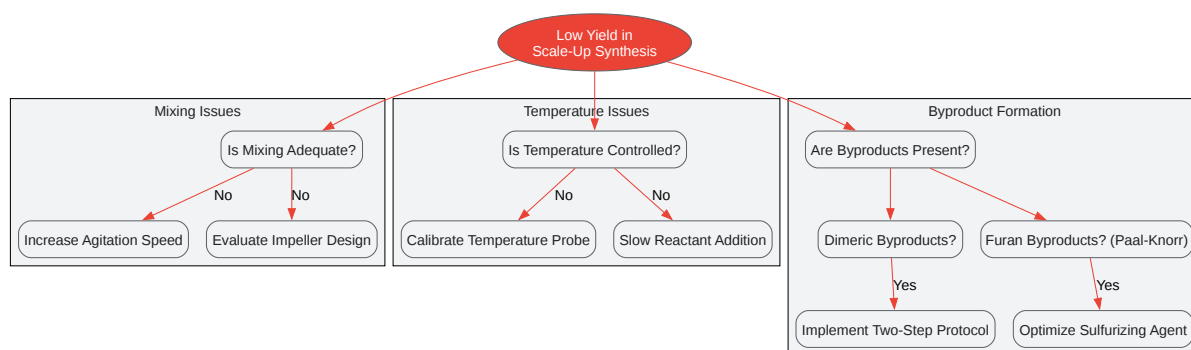 Low Yield in
Scale-Up Synthesis
Mixing Issues
Temperature Issues
Byproduct Formation
Is Mixing Adequate?
Is Temperature Controlled?
Are Byproducts Present?
No
No
No
No
Increase Agitation Speed
Evaluate Impeller Design
Calibrate Temperature Probe
Slow Reactant Addition
Dimeric Byproducts?
Furan Byproducts? (Paal-Knorr)
Yes
Yes
Implement Two-Step Protocol
Optimize Sulfurizing Agent